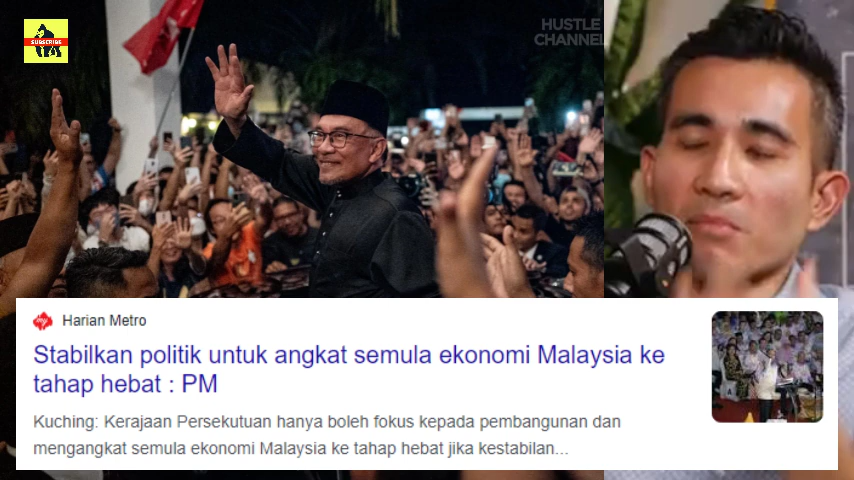 SUBSCRIBE
HUSTLE
CHANNEL
my
Harian Metro
Stabilkan politik untuk angkat semula ekonomi Malaysia ke
tahap hebat : PM
Kuching: Kerajaan Persekutuan hanya boleh fokus kepada pembangunan dan
mengangkat semula ekonomi Malaysia ke tahap hebat jika kestabilan...